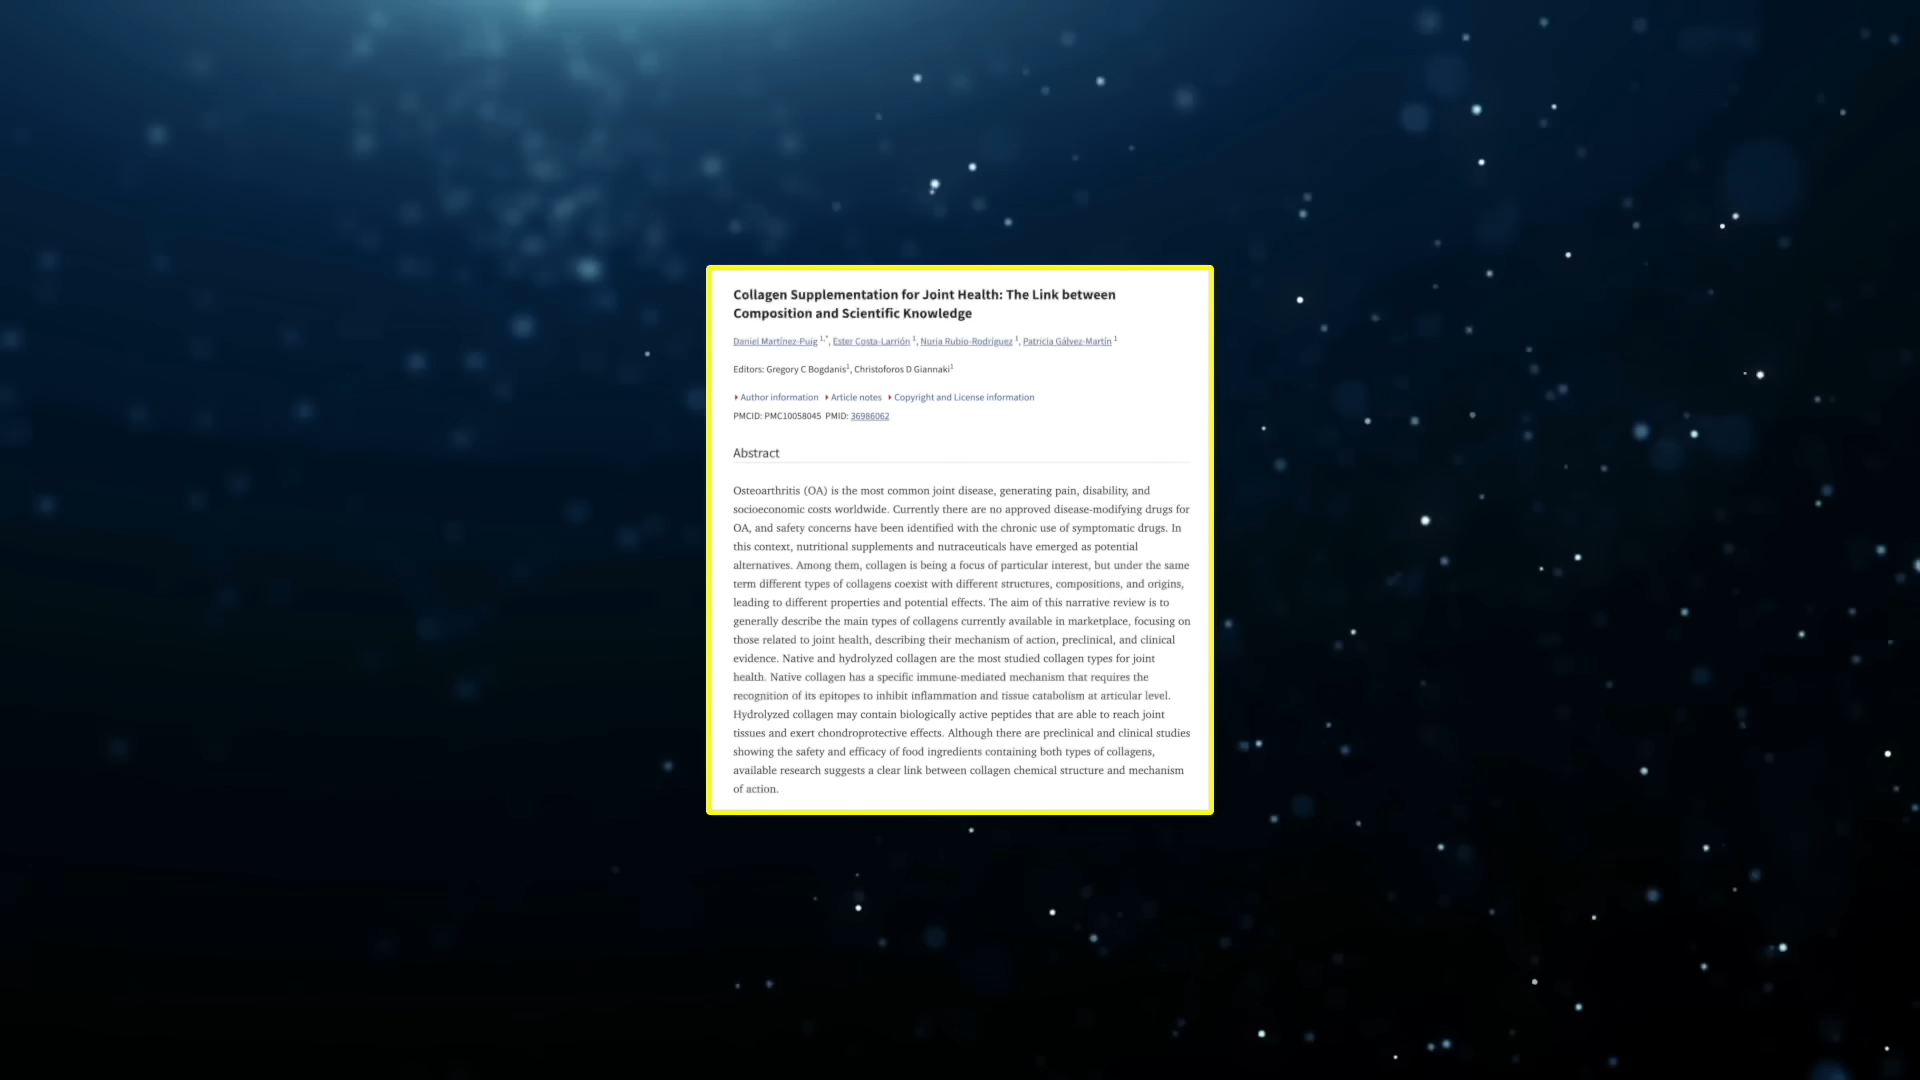 Collagen Supplementation for Joint Health: The Link between
Composition and Scientific Knowledge
Daniel Martínez-Puig 1,*, Ester Costa-Larrión 1, Nuria Rubio-Rodríguez 1, Patricia Gálvez-Martín 1
Editors: Gregory C Bogdanis1, Christoforos D Giannaki1
Author information Article notes Copyright and License information
PMCID: PMC10058045 PMID: 36986062
Abstract
Osteoarthritis (OA) is the most common joint disease, generating pain, disability, and
socioeconomic costs worldwide. Currently there are no approved disease-modifying drugs for
OA, and safety concerns have been identified with the chronic use of symptomatic drugs. In
this context, nutritional supplements and nutraceuticals have emerged as potential
alternatives. Among them, collagen is being a focus of particular interest, but under the same
term different types of collagens coexist with different structures, compositions, and origins,
leading to different properties and potential effects. The aim of this narrative review is to
generally describe the main types of collagens currently available in marketplace, focusing on
those related to joint health, describing their mechanism of action, preclinical, and clinical
evidence. Native and hydrolyzed collagen are the most studied collagen types for joint
health. Native collagen has a specific immune-mediated mechanism that requires the
recognition of its epitopes to inhibit inflammation and tissue catabolism at articular level.
Hydrolyzed collagen may contain biologically active peptides that are able to reach joint
tissues and exert chondroprotective effects. Although there are preclinical and clinical studies
showing the safety and efficacy of food ingredients containing both types of collagens,
available research suggests a clear link between collagen chemical structure and mechanism
of action.